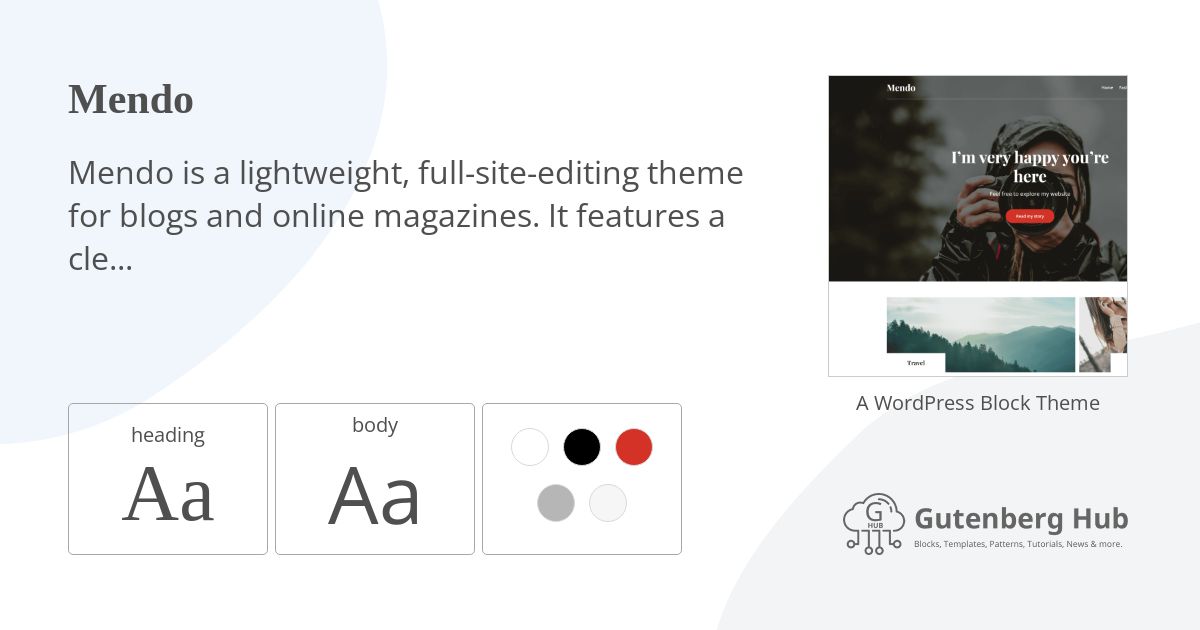 Mendo
Mendo is a lightweight, full-site-editing theme
for blogs and online magazines. It features a
cle...
heading
Aa
body
Aa
Mendo
Home
Fash
I'm very happy you're
here
Feel free to explore my website
Read my story
Travel
A WordPress Block Theme
G
HUB
Gutenberg Hub
Blocks, Templates, Patterns, Tutorials, News & more.